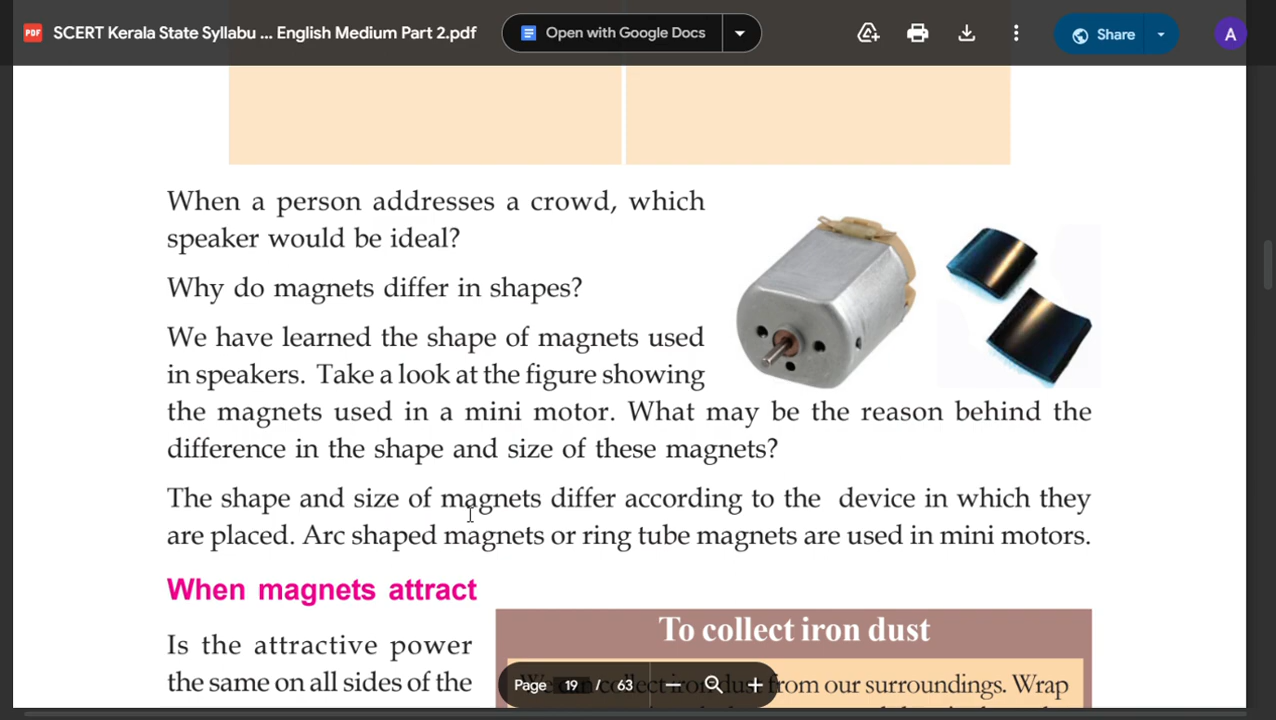 PDF SCERT Kerala State Syllabu ... English Medium Part 2.pdf
Open with Google Docs
Share
A
When a person addresses a crowd, which
speaker would be ideal?
Why do magnets differ in shapes?
We have learned the shape of magnets used
in speakers. Take a look at the figure showing
the magnets used in a mini motor. What may be the reason behind the
difference in the shape and size of these magnets?
The shape and size of magnets differ according to the device in which they
are placed. Arc shaped magnets or ring tube magnets are used in mini motors.
When magnets attract
Is the attractive power
the same on all sides of the
To collect iron dust
We can collect iron dust from our surroundings. Wrap
Page 19 / 63